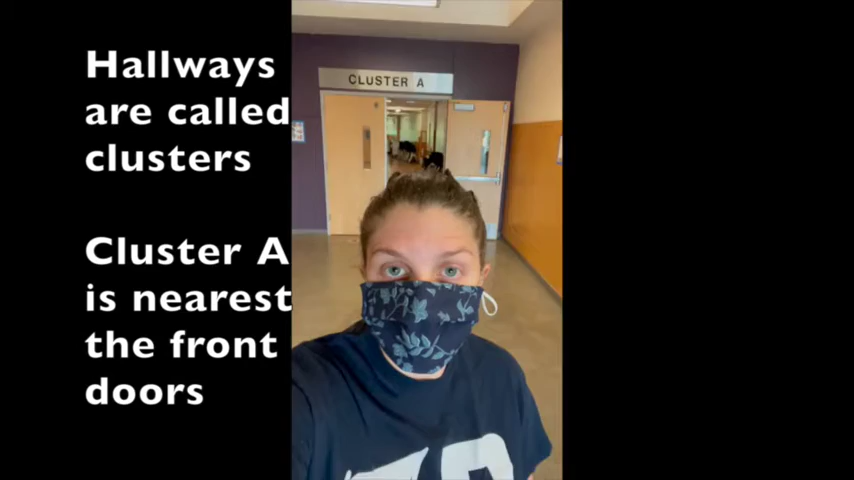 Hallways
are called
clusters
Cluster A
is nearest
the front
doors
CLUSTER A